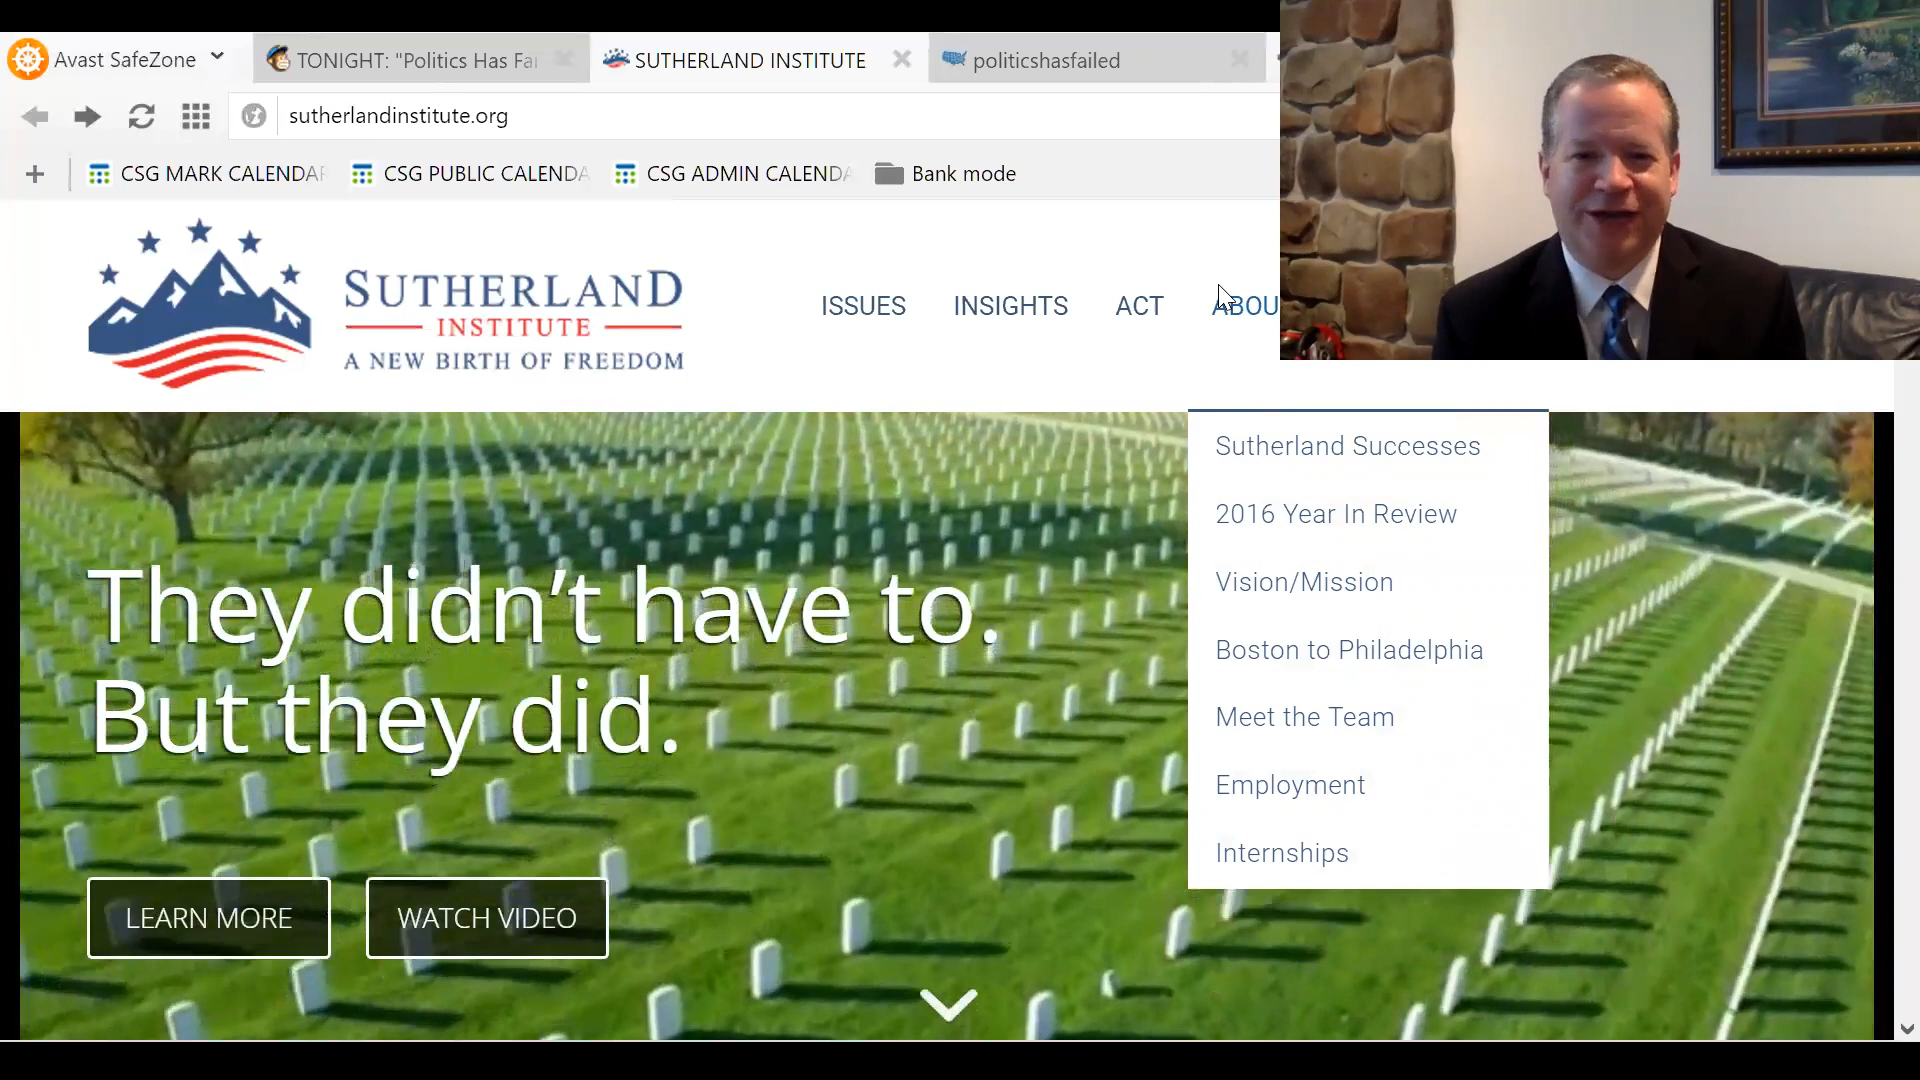 Avast SafeZone
TONIGHT: "Politics Has Fai
SUTHERLAND INSTITUTE
politicshasfailed
sutherlandinstitute.org
CSG MARK CALENDAR
CSG PUBLIC CALENDA
CSG ADMIN CALENDA
Bank mode
SUTHERLAND
INSTITUTE
A NEW BIRTH OF FREEDOM
ISSUES
INSIGHTS
ACT
ABOU
Sutherland Successes
2016 Year In Review
Vision/Mission
Boston to Philadelphia
Meet the Team
Employment
Internships
They didn't have to.
But they did.
LEARN MORE
WATCH VIDEO